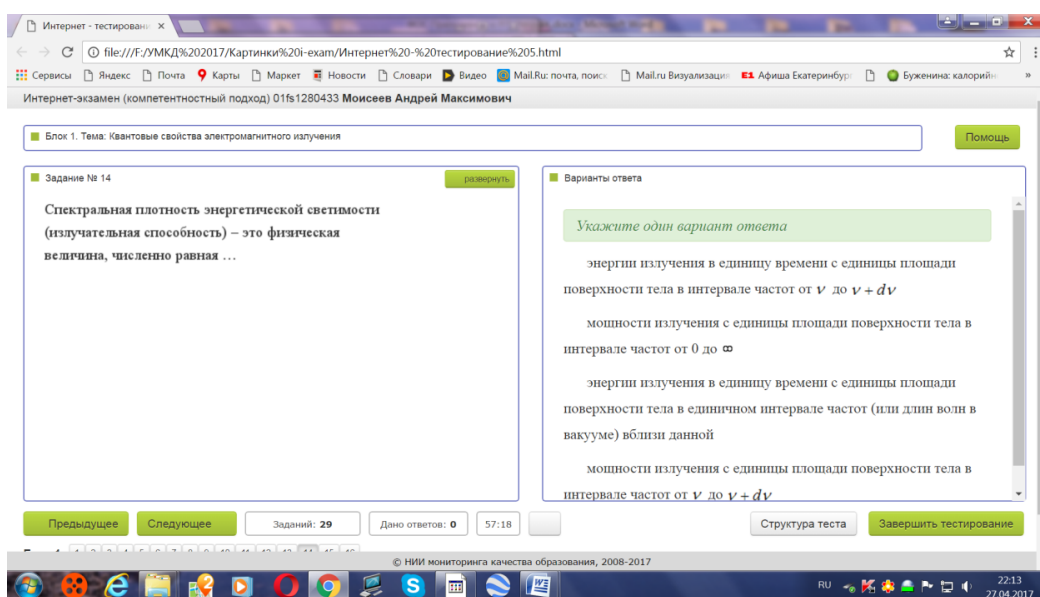 Интернет - тестировани
file:///F:/УМКД%202017/Картинки%20i-exam/Интернет%20-%20тестирование%205.html
Сервисы Яндекс Почта Карты Маркет Новости Словари Видео Mail.Ru: почта, поиск Mail.ru Визуализация Афиша Екатеринбург Буженина: калорийн »
Интернет-экзамен (компетентностный подход) 01fs1280433 Моисеев Андрей Максимович
Блок 1. Тема: Квантовые свойства электромагнитного излучения
Помощь
Задание № 14
развернуть
Спектральная плотность энергетической светимости
(излучательная способность) – это физическая
величина, численно равная …
Варианты ответа
Укажите один вариант ответа
энергии излучения в единицу времени с единицы площади
поверхности тела в интервале частот от ν до ν + dν
мощности излучения с единицы площади поверхности тела в
интервале частот от 0 до ∞
энергии излучения в единицу времени с единицы площади
поверхности тела в единичном интервале частот (или длин волн в
вакууме) вблизи данной
мощности излучения с единицы площади поверхности тела в
интервале частот от ν до ν + dν
Предыдущее Следующее Заданий: 29 Дано ответов: 0 57:18 Структура теста Завершить тестирование
© НИИ мониторинга качества образования, 2008-2017
RU 22:13
27.04.2017